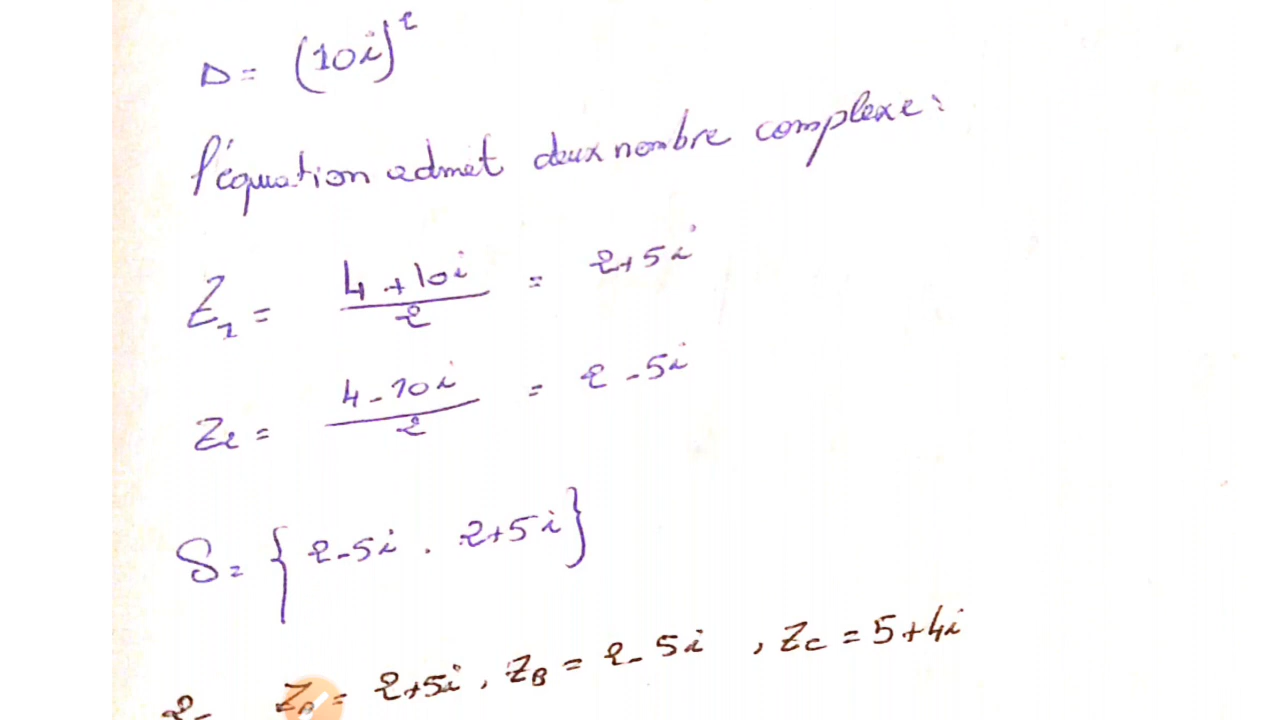 Δ = (10i)²
l'équation admet deux nombre complexe :
Z₁ = (4 + 10i)/2 = 2 + 5i
Z₂ = (4 - 10i)/2 = 2 - 5i
S = {2 - 5i . 2 + 5i}
2 - Z_A = 2 + 5i , Z_B = 2 - 5i , Z_C = 5 + 4i